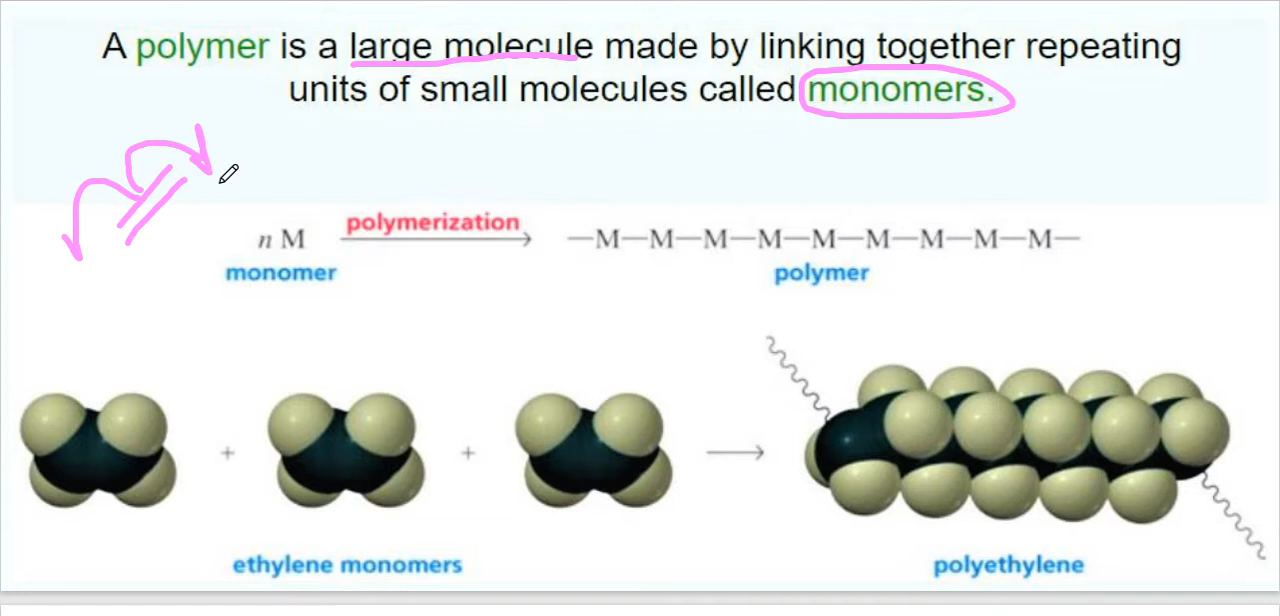 A polymer is a large molecule made by linking together repeating
units of small molecules called monomers.
n M polymerization —M—M—M—M—M—M—M—M—M—
monomer polymer
+ +
ethylene monomers polyethylene